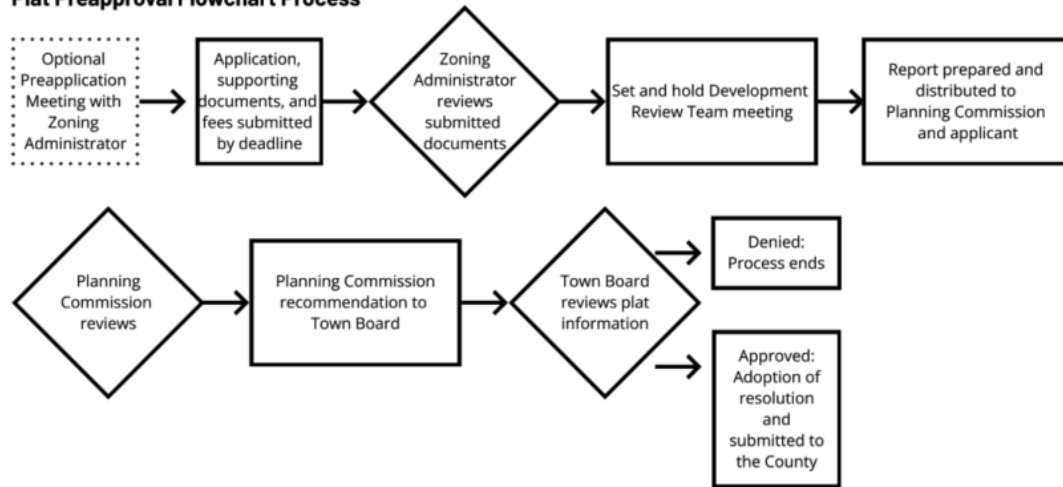 Plat Preapproval Flowchart Process
Optional
Preapplication
Meeting with
Zoning
Administrator
Application,
supporting
documents, and
fees submitted
by deadline
Zoning
Administrator
reviews
submitted
documents
Set and hold Development
Review Team meeting
Report prepared and
distributed to
Planning Commission
and applicant
Planning
Commission
reviews
Planning Commission
recommendation to
Town Board
Town Board
reviews plat
information
Denied:
Process ends
Approved:
Adoption of
resolution
and
submitted to
the County